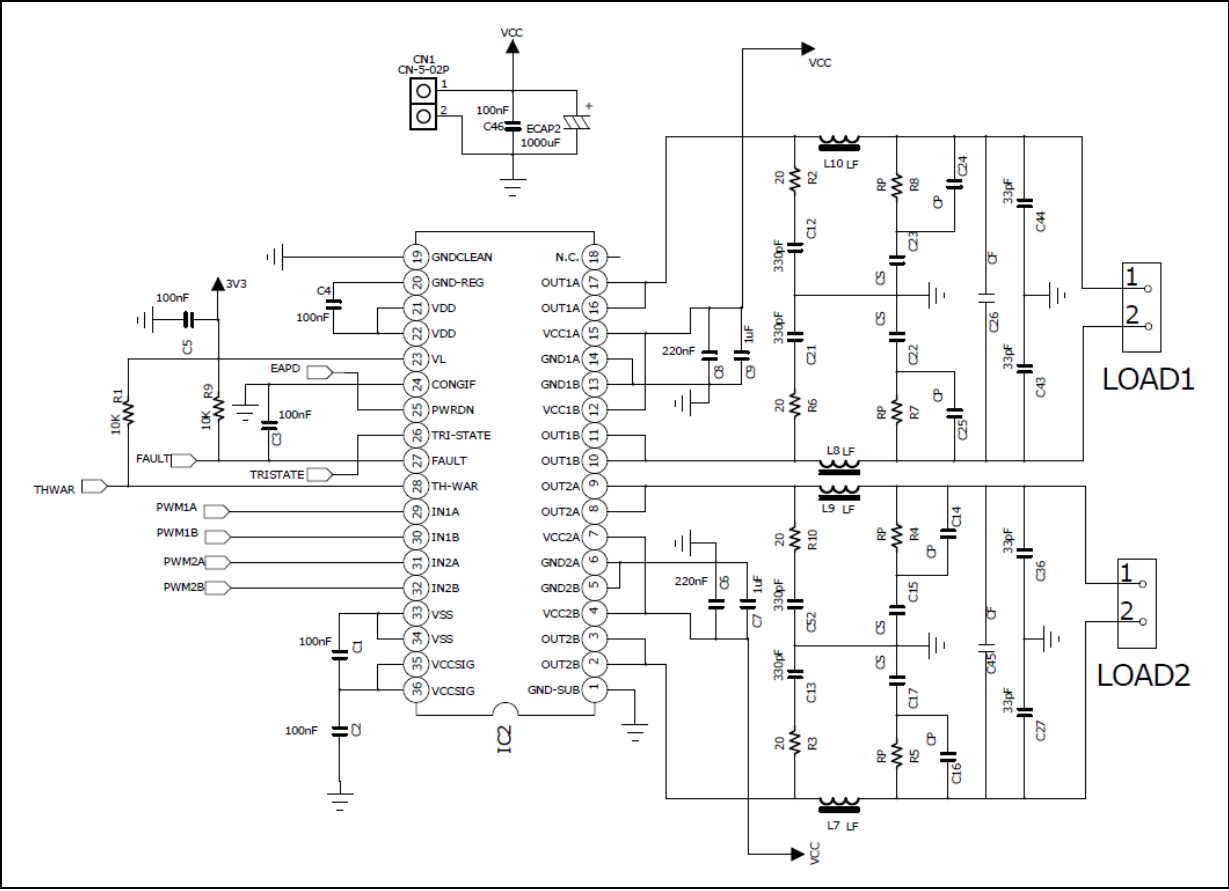 VCC
CN1
CN-5-02P
1
2
100nF
C46
+
ECAP2
1000uF
VCC
L10 LF
20
R2
RP
R8
C24
CP
33pF
C44
C12
330pF
C23
CS
CF
C26
330pF
C21
CS
C22
33pF
C43
20
R6
RP
R7
CP
C25
L8 LF
1
2
LOAD1
19
GNDCLEAN
20
GND-REG
21
VDD
22
VDD
23
VL
24
CONGIF
25
PWRDN
26
TRI-STATE
27
FAULT
28
TH-WAR
29
IN1A
30
IN1B
31
IN2A
32
IN2B
33
VSS
34
VSS
35
VCCSIG
36
VCCSIG
N.C.
18
OUT1A
17
OUT1A
16
VCC1A
15
GND1A
14
GND1B
13
VCC1B
12
OUT1B
11
OUT1B
10
OUT2A
9
OUT2A
8
VCC2A
7
GND2A
6
GND2B
5
VCC2B
4
OUT2B
3
OUT2B
2
GND-SUB
1
IC2
C4
100nF
3V3
100nF
C5
EAPD
R1
10K
R9
10K
100nF
C3
FAULT
TRISTATE
THWAR
PWM1A
PWM1B
PWM2A
PWM2B
100nF
C1
100nF
C2
220nF
C8
1uF
C9
220nF
C6
1uF
C7
L9 LF
20
R10
RP
R4
C14
CP
33pF
C36
330pF
C52
C15
CS
CF
C45
330pF
C13
CS
C17
33pF
C27
20
R3
RP
R5
CP
C16
L7 LF
VCC
1
2
LOAD2